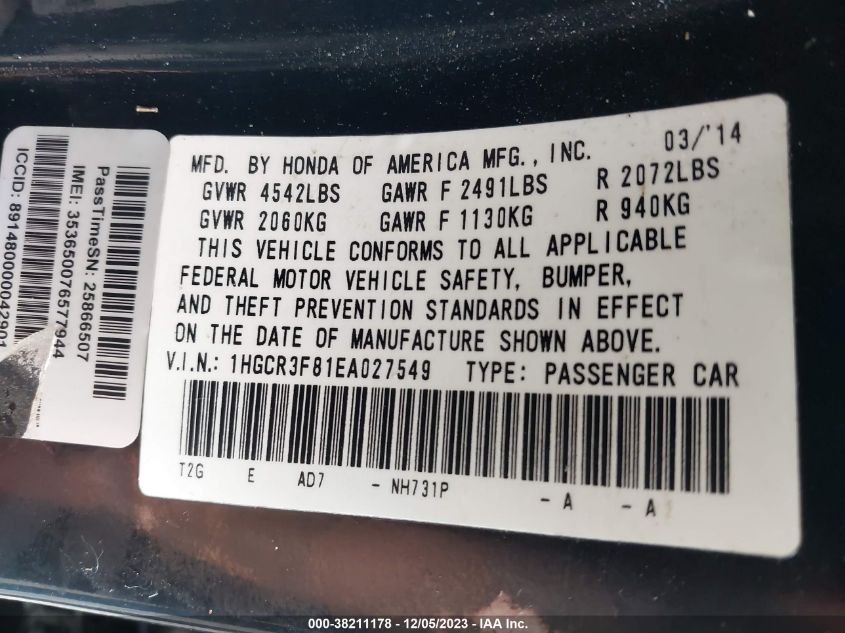 PassTimeSN: 25866507
IMEI: 353650076577944
ICCID: 89148000004290
MFD. BY HONDA OF AMERICA MFG., INC. 03/'14
GVWR 4542LBS GAWR F 2491LBS R 2072LBS
GVWR 2060KG GAWR F 1130KG R 940KG
THIS VEHICLE CONFORMS TO ALL APPLICABLE
FEDERAL MOTOR VEHICLE SAFETY, BUMPER,
AND THEFT PREVENTION STANDARDS IN EFFECT
ON THE DATE OF MANUFACTURE SHOWN ABOVE.
V.I.N.: 1HGCR3F81EA027549 TYPE: PASSENGER CAR
T2G E AD7 - NH731P - A - A
000-38211178 - 12/05/2023 - IAA Inc.